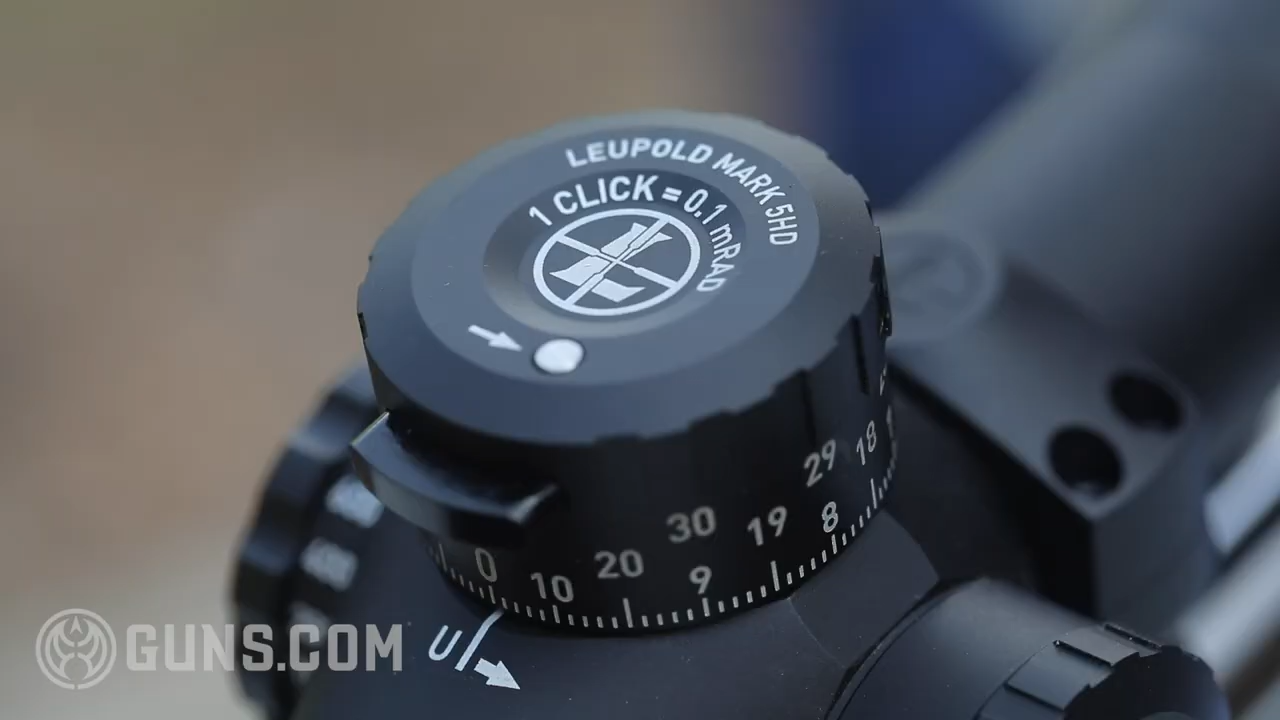 LEUPOLD MARK 5HD
1 CLICK = 0.1 mRAD
29 18
30 19 8
20 9
0 10
U
GUNS.COM